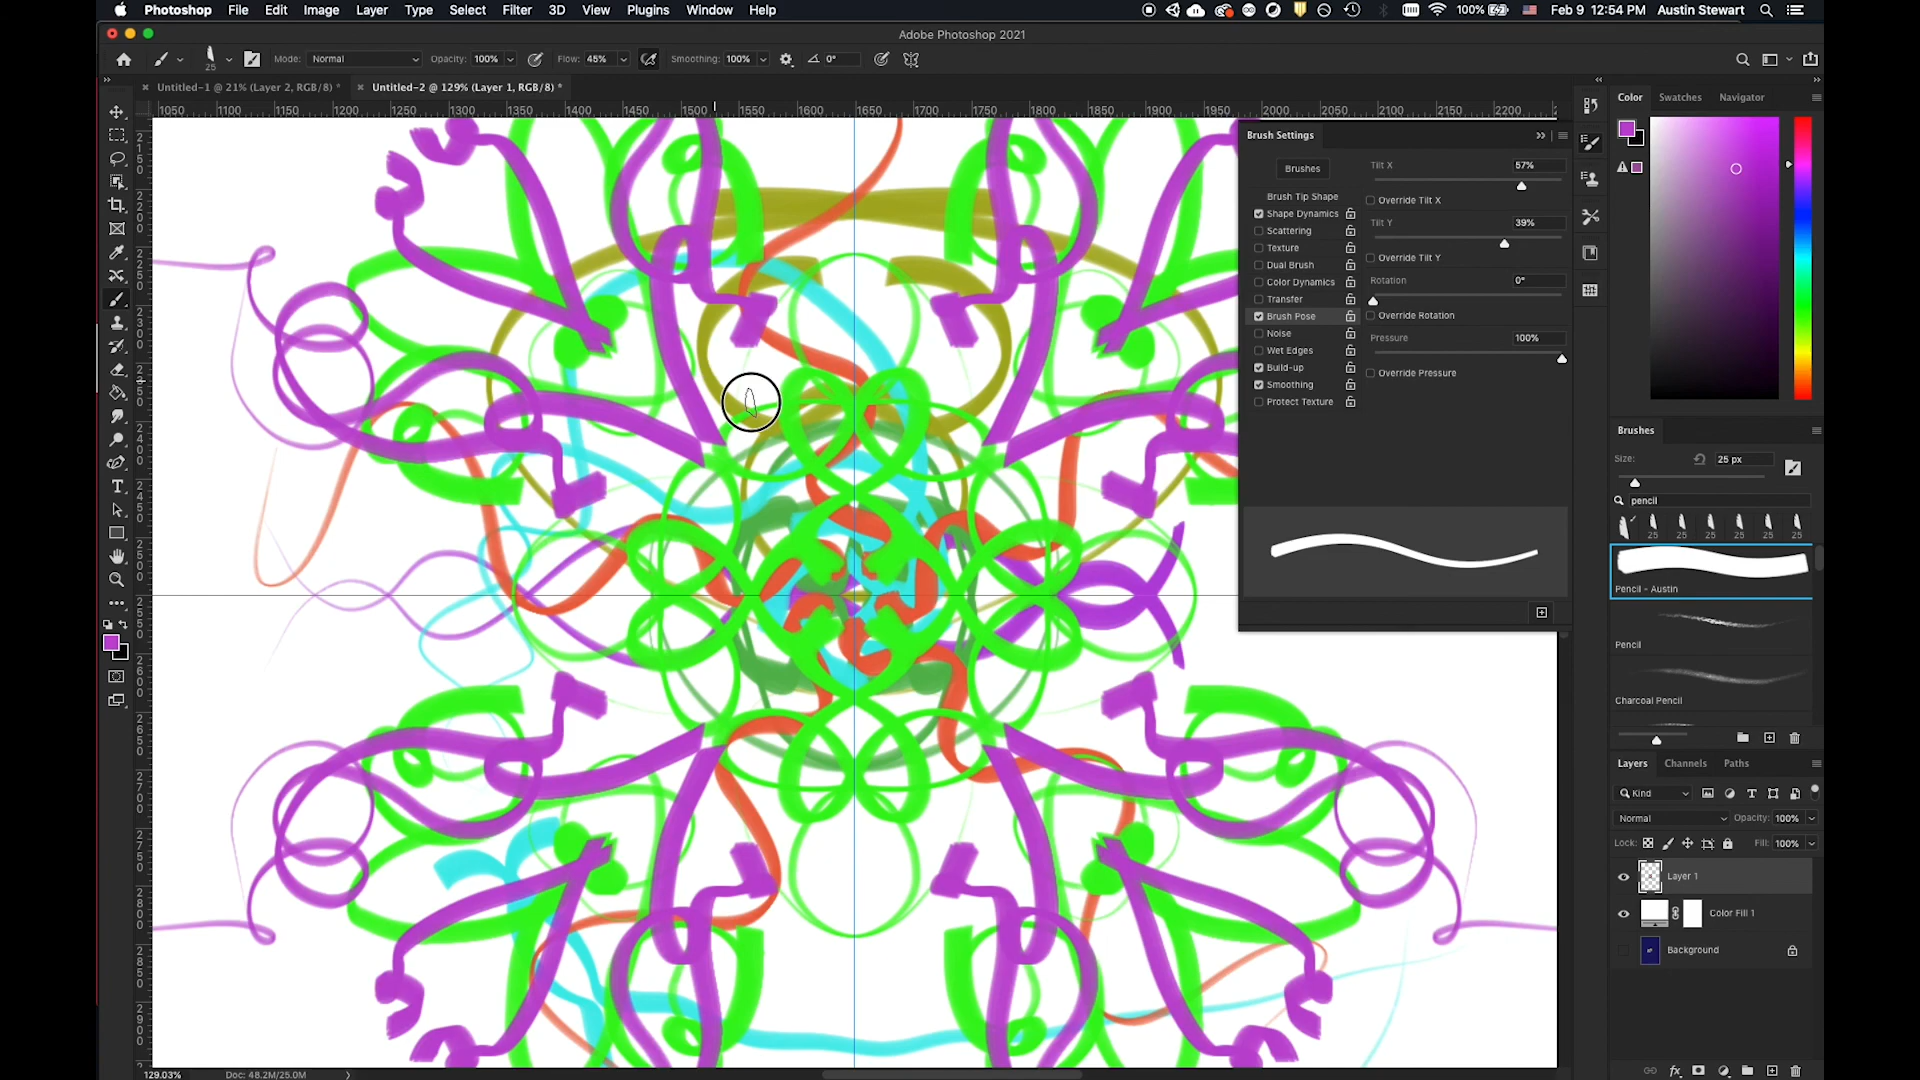 Photoshop File Edit Image Layer Type Select Filter 3D View Plugins Window Help 100% Feb 9 12:54 PM Austin Stewart
Adobe Photoshop 2021
25 Mode: Normal Opacity: 100% Flow: 45% Smoothing: 100% 0°
Untitled-1 @ 21% (Layer 2, RGB/8) * Untitled-2 @ 129% (Layer 1, RGB/8) *
1050 1100 1150 1200 1250 1300 1350 1400 1450 1500 1550 1600 1650 1700 1750 1800 1850 1900 1950 2000 2050 2100 2150 2200
Color Swatches Navigator
Brush Settings
Brushes
Brush Tip Shape
Shape Dynamics
Scattering
Texture
Dual Brush
Color Dynamics
Transfer
Brush Pose
Noise
Wet Edges
Build-up
Smoothing
Protect Texture
Tilt X 57%
Override Tilt X
Tilt Y 39%
Override Tilt Y
Rotation 0°
Override Rotation
Pressure 100%
Override Pressure
Brushes
Size: 25 px
pencil
25 25 25 25 25 25
Pencil - Austin
Pencil
Charcoal Pencil
Layers Channels Paths
Kind
Normal Opacity: 100%
Lock: Fill: 100%
Layer 1
Color Fill 1
Background
129.03% Doc: 48.2M/25.0M